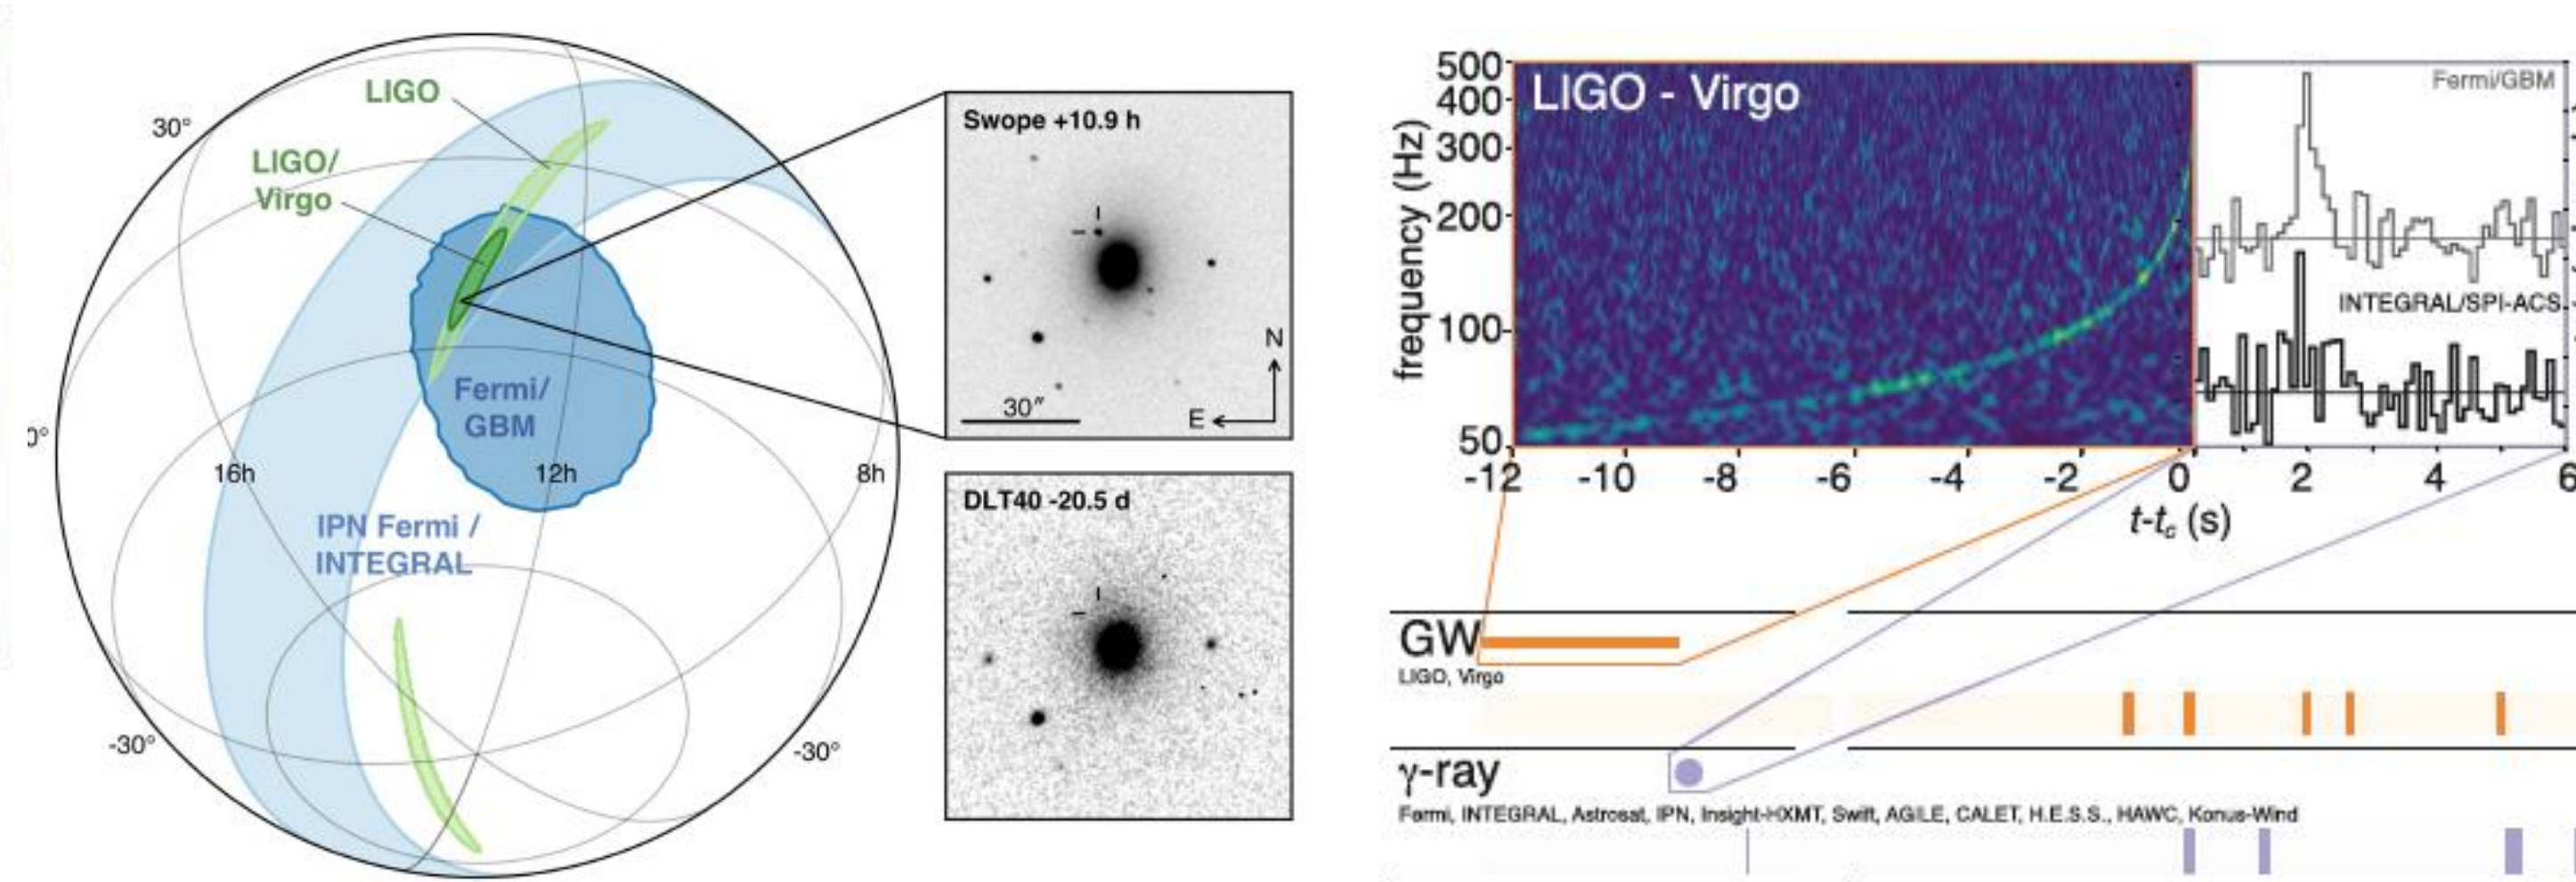 LIGO
30°
LIGO/
Virgo
0°
16h
12h
8h
Fermi/
GBM
IPN Fermi /
INTEGRAL
-30°
-30°
Swope +10.9 h
30″
N
E
DLT40 -20.5 d
500
400
300
200
100
50
frequency (Hz)
LIGO - Virgo
Fermi/GBM
INTEGRAL/SPI-ACS
-12 -10 -8 -6 -4 -2 0 2 4 6
t-tc (s)
GW
LIGO, Virgo
γ-ray
Fermi, INTEGRAL, Astrosat, IPN, Insight-HXMT, Swift, AGILE, CALET, H.E.S.S., HAWC, Konus-Wind